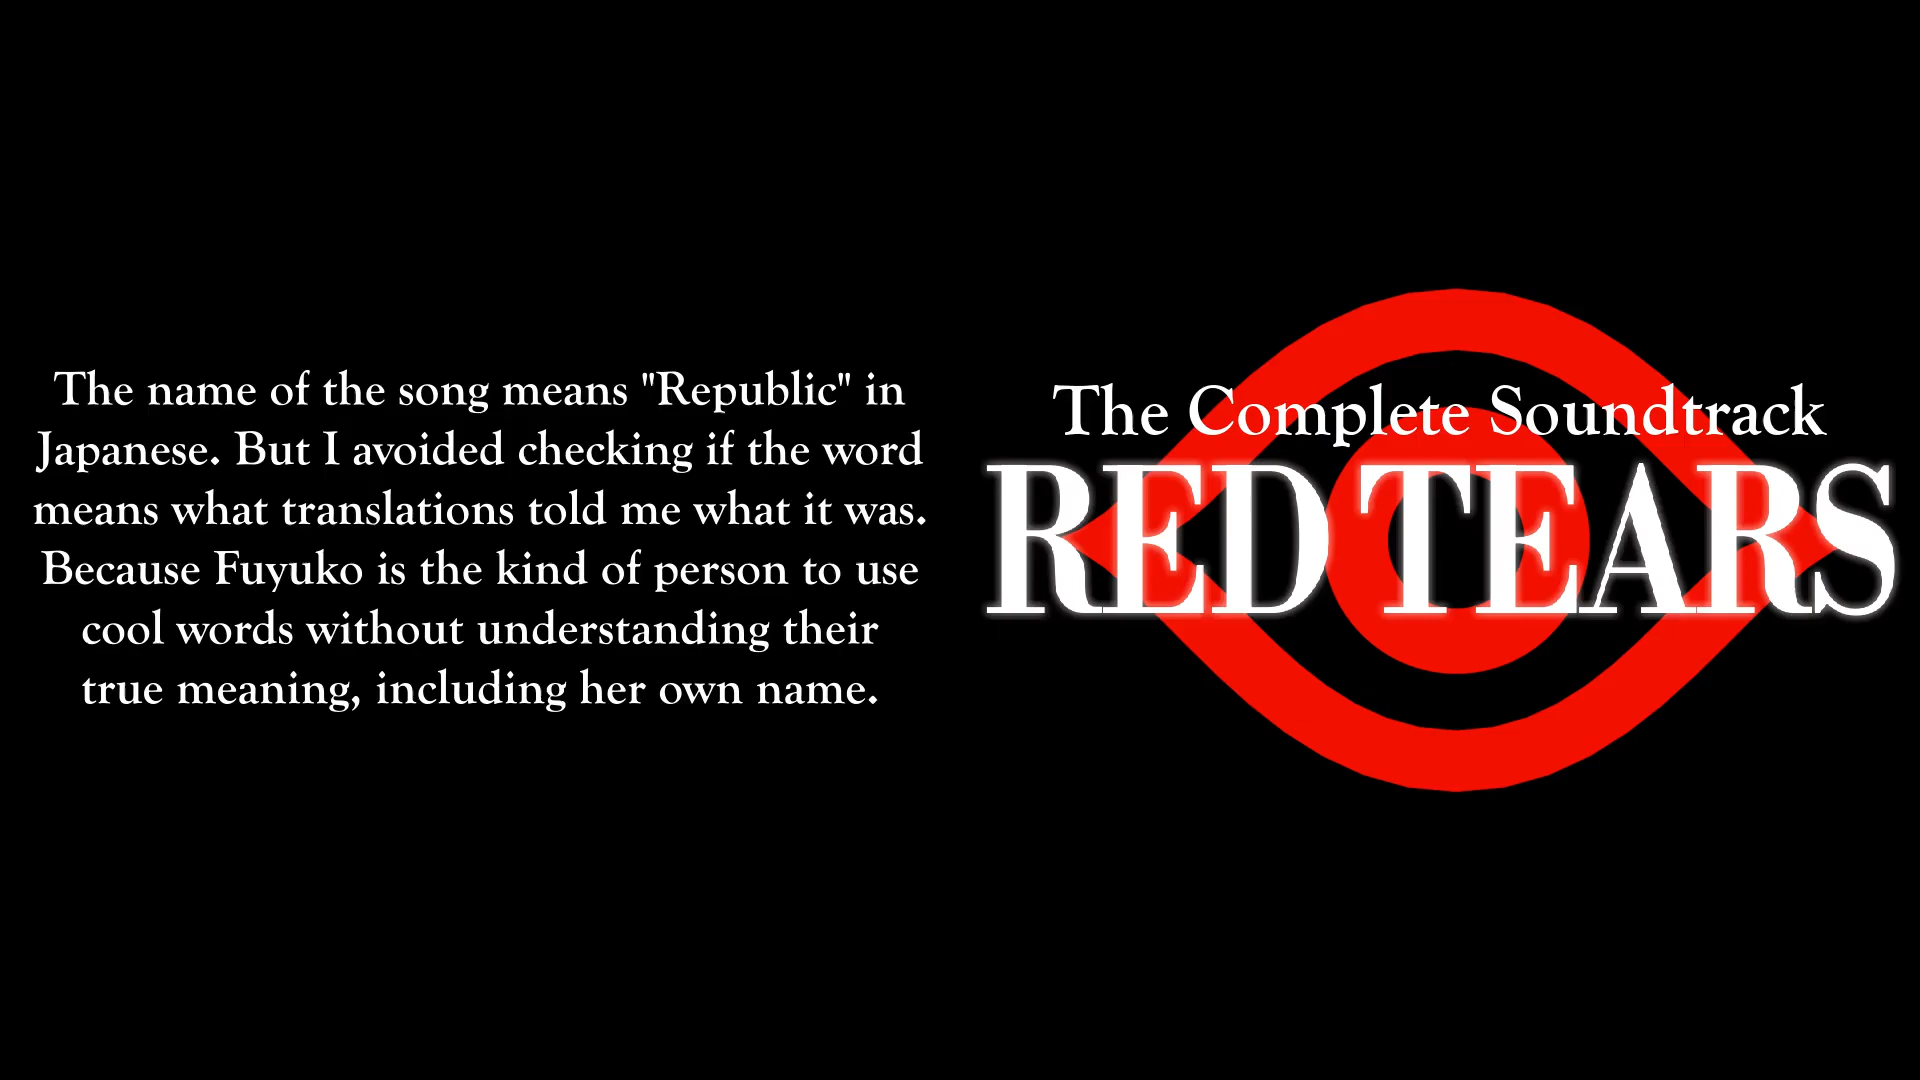 The name of the song means "Republic" in
Japanese. But I avoided checking if the word
means what translations told me what it was.
Because Fuyuko is the kind of person to use
cool words without understanding their
true meaning, including her own name.
The Complete Soundtrack
RED TEARS